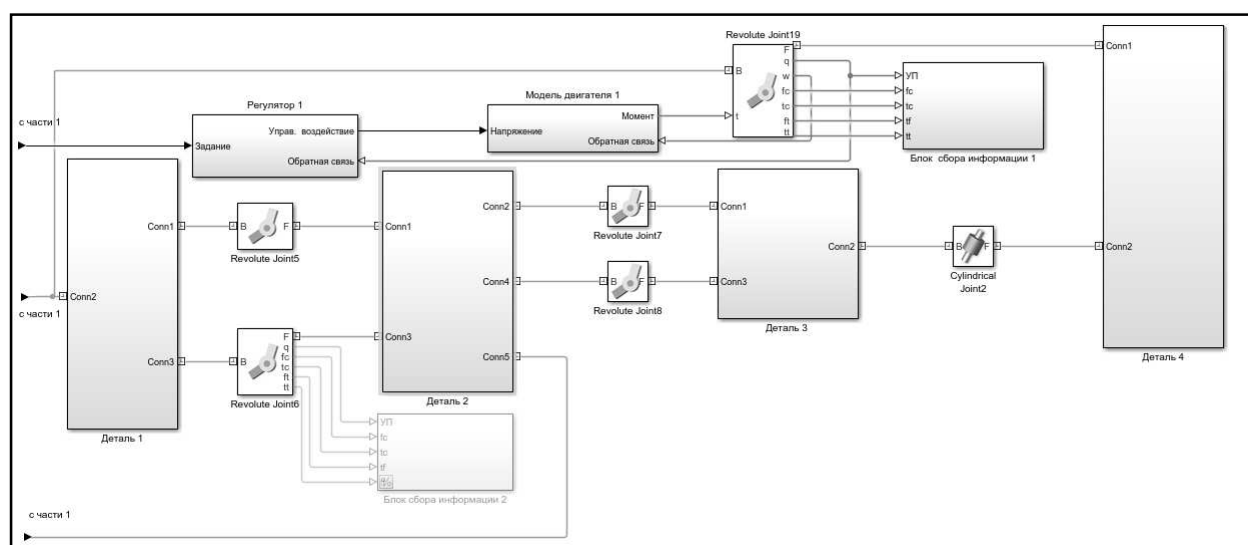 Revolute Joint19
F
q
B
w
fc
tc
t
ft
tt
Conn1
УП
fc
tc
tf
tt
Блок сбора информации 1
Модель двигателя 1
Момент
Напряжение
Обратная связь
Регулятор 1
Управ. воздействие
Задание
Обратная связь
с части 1
Conn1
Conn2
Conn3
Деталь 1
с части 1
B
F
Revolute Joint5
B
F
q
fc
tc
ft
tt
Revolute Joint6
Conn2
Conn1
Conn4
Conn3
Conn5
Деталь 2
B
F
Revolute Joint7
B
F
Revolute Joint8
Conn1
Conn2
Conn3
Деталь 3
B
F
Cylindrical
Joint2
Conn2
Деталь 4
УП
fc
tc
tf
Блок сбора информации 2
с части 1